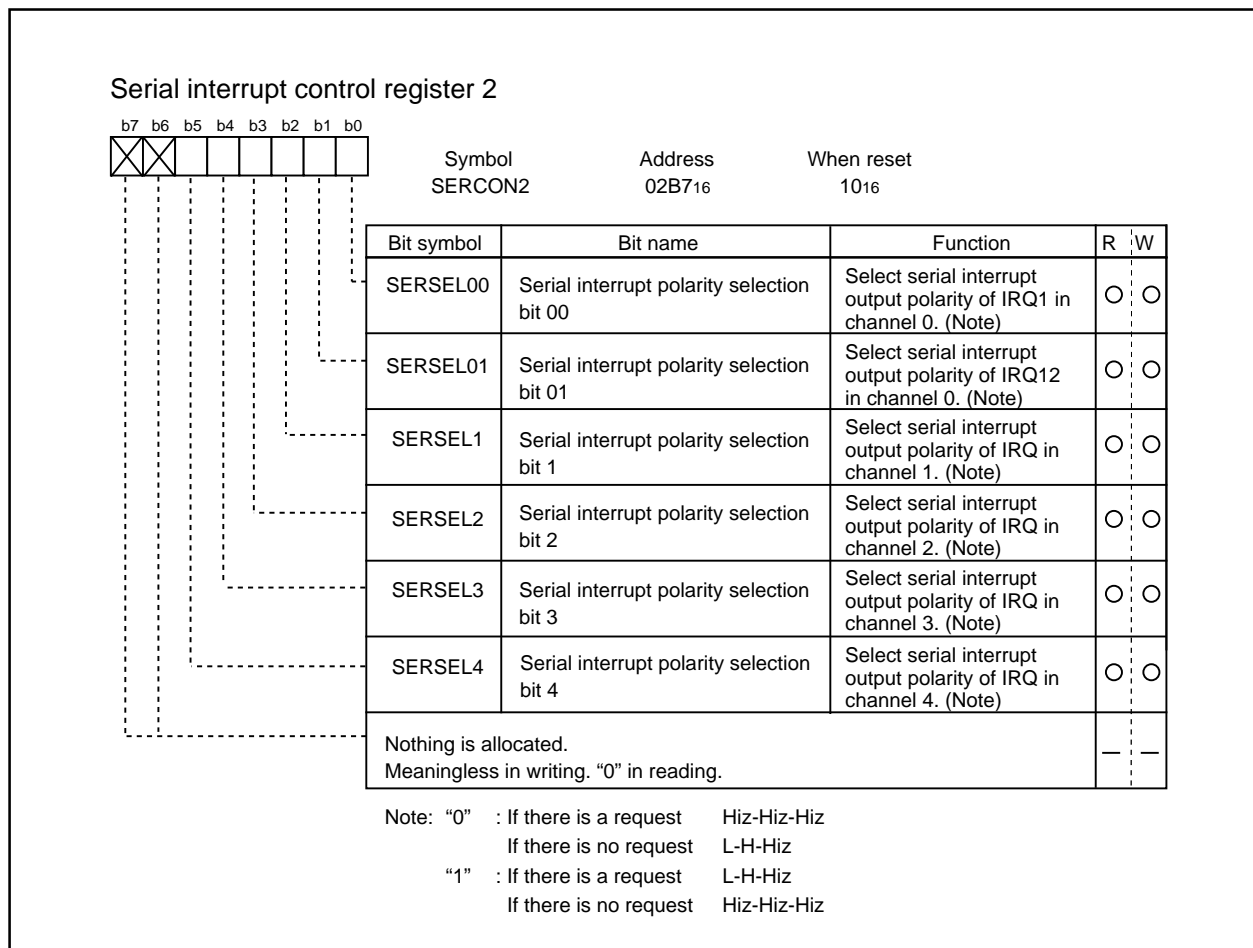 Serial interrupt control register 2
b7 b6 b5 b4 b3 b2 b1 b0
Symbol Address When reset
SERCON2 02B716 1016
Bit symbol Bit name Function R W
SERSEL00 Serial interrupt polarity selection bit 00 Select serial interrupt
output polarity of IRQ1 in
channel 0. (Note)
SERSEL01 Serial interrupt polarity selection bit 01 Select serial interrupt
output polarity of IRQ12
in channel 0. (Note)
SERSEL1 Serial interrupt polarity selection bit 1 Select serial interrupt
output polarity of IRQ in
channel 1. (Note)
SERSEL2 Serial interrupt polarity selection bit 2 Select serial interrupt
output polarity of IRQ in
channel 2. (Note)
SERSEL3 Serial interrupt polarity selection bit 3 Select serial interrupt
output polarity of IRQ in
channel 3. (Note)
SERSEL4 Serial interrupt polarity selection bit 4 Select serial interrupt
output polarity of IRQ in
channel 4. (Note)
Nothing is allocated.
Meaningless in writing. “0” in reading.
Note: “0” : If there is a request Hiz-Hiz-Hiz
If there is no request L-H-Hiz
“1” : If there is a request L-H-Hiz
If there is no request Hiz-Hiz-Hiz